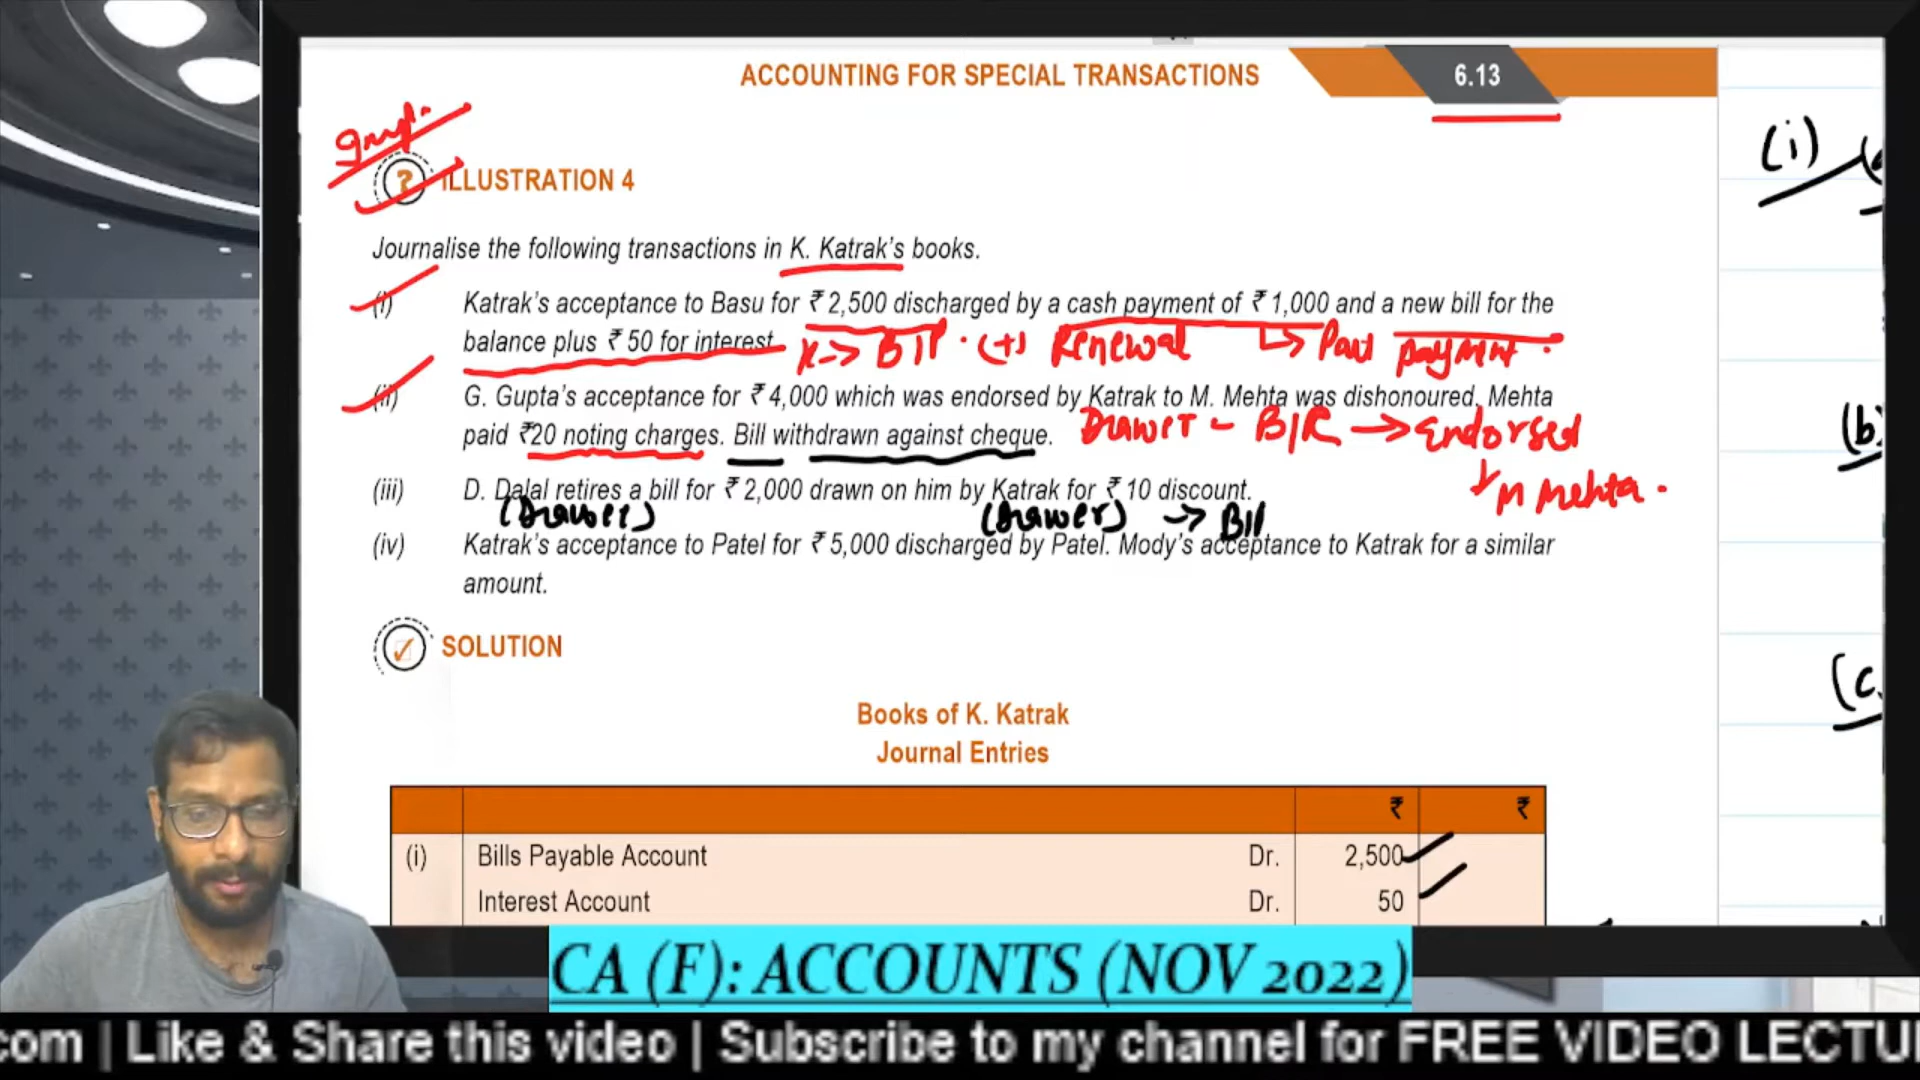 ACCOUNTING FOR SPECIAL TRANSACTIONS 6.13
Impt.
ILLUSTRATION 4
(i)
Journalise the following transactions in K. Katrak's books.
(i) Katrak's acceptance to Basu for ₹ 2,500 discharged by a cash payment of ₹ 1,000 and a new bill for the
balance plus ₹ 50 for interest.
K → B/P. (+) Renewal → Part payment.
(ii) G. Gupta's acceptance for ₹ 4,000 which was endorsed by Katrak to M. Mehta was dishonoured. Mehta
paid ₹20 noting charges. Bill withdrawn against cheque.
Drawer - B/R → Endorsed
(b)
(iii) D. Dalal retires a bill for ₹ 2,000 drawn on him by Katrak for ₹ 10 discount.
M Mehta.
(Drawer) → Bill
(iv) Katrak's acceptance to Patel for ₹ 5,000 discharged by Patel. Mody's acceptance to Katrak for a similar
amount.
SOLUTION
(c
Books of K. Katrak
Journal Entries
₹ ₹
(i) Bills Payable Account Dr. 2,500
Interest Account Dr. 50
CA (F): ACCOUNTS (NOV 2022)
com | Like & Share this video | Subscribe to my channel for FREE VIDEO LECTU